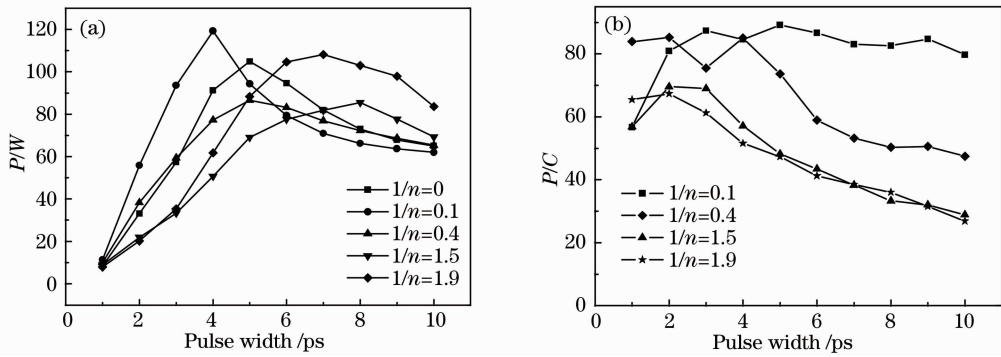 (a)
P/W
120
100
80
60
40
20
0
1/n=0
1/n=0.1
1/n=0.4
1/n=1.5
1/n=1.9
0 2 4 6 8 10
Pulse width /ps
(b)
P/C
80
60
40
20
0
1/n=0.1
1/n=0.4
1/n=1.5
1/n=1.9
0 2 4 6 8 10
Pulse width /ps